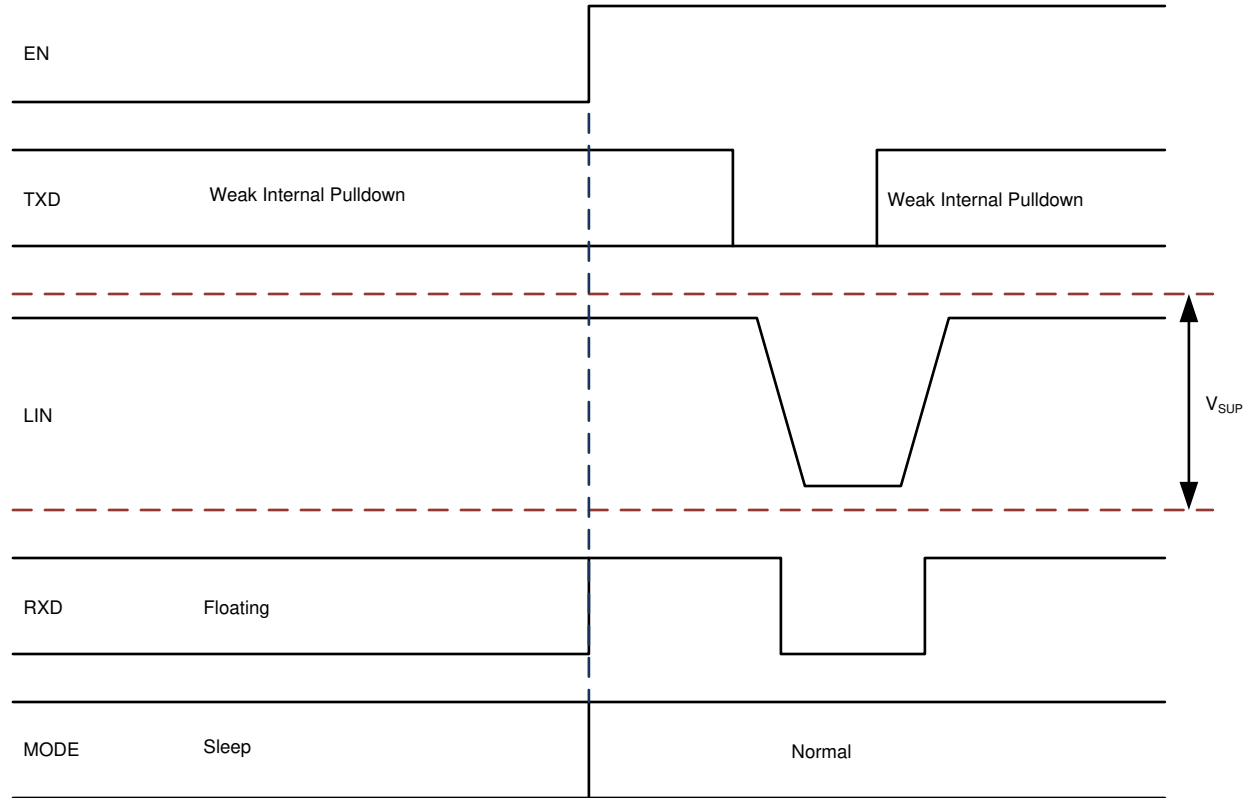 EN
TXD
Weak Internal Pulldown
Weak Internal Pulldown
LIN
VSUP
RXD
Floating
MODE
Sleep
Normal